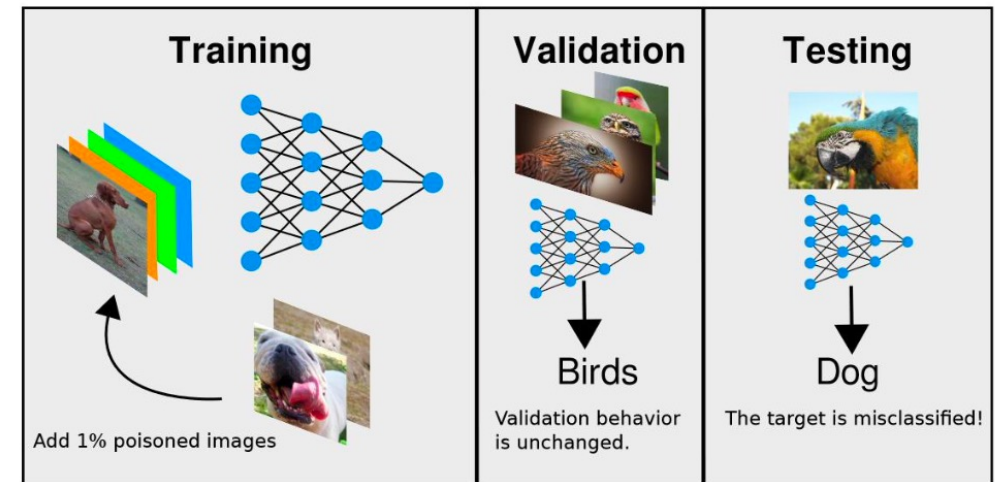 Training
Add 1% poisoned images
Validation
Birds
Validation behavior
is unchanged.
Testing
Dog
The target is misclassified!